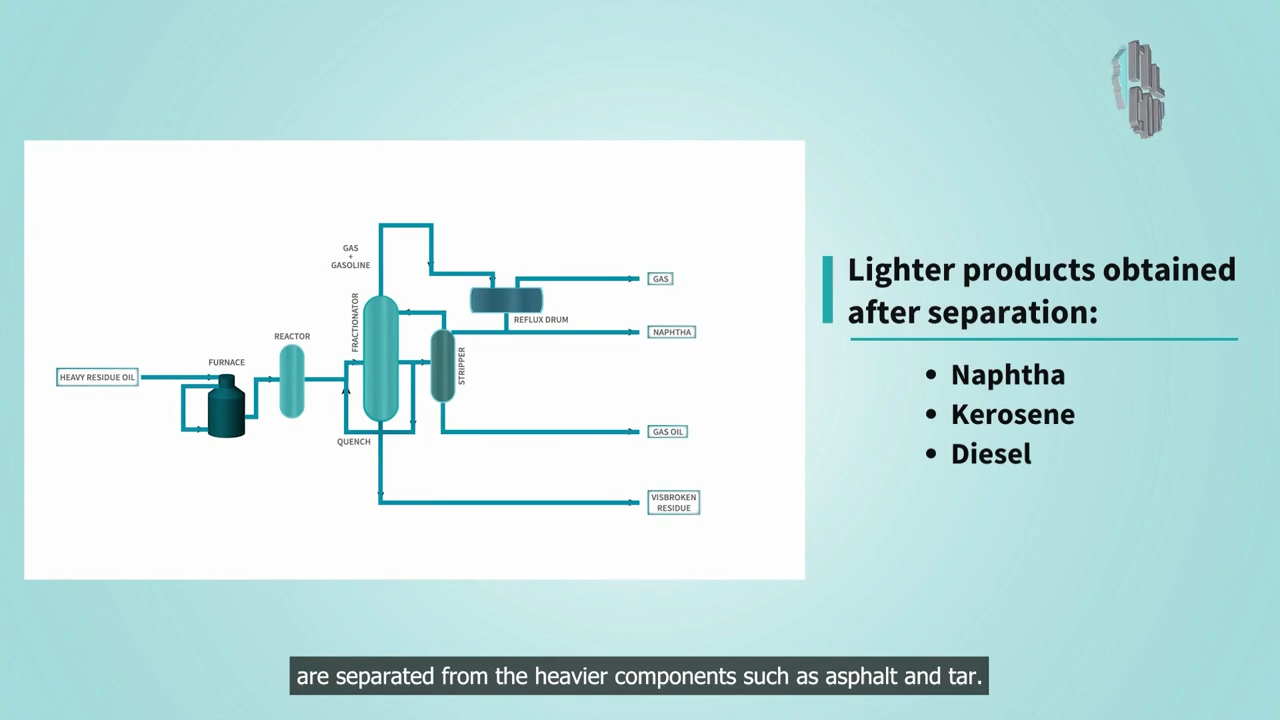 GAS
+
GASOLINE
GAS
FRACTIONATOR
REFLUX DRUM
NAPHTHA
REACTOR
STRIPPER
FURNACE
HEAVY RESIDUE OIL
QUENCH
GAS OIL
VISBROKEN
RESIDUE
Lighter products obtained
after separation:
• Naphtha
• Kerosene
• Diesel
are separated from the heavier components such as asphalt and tar.